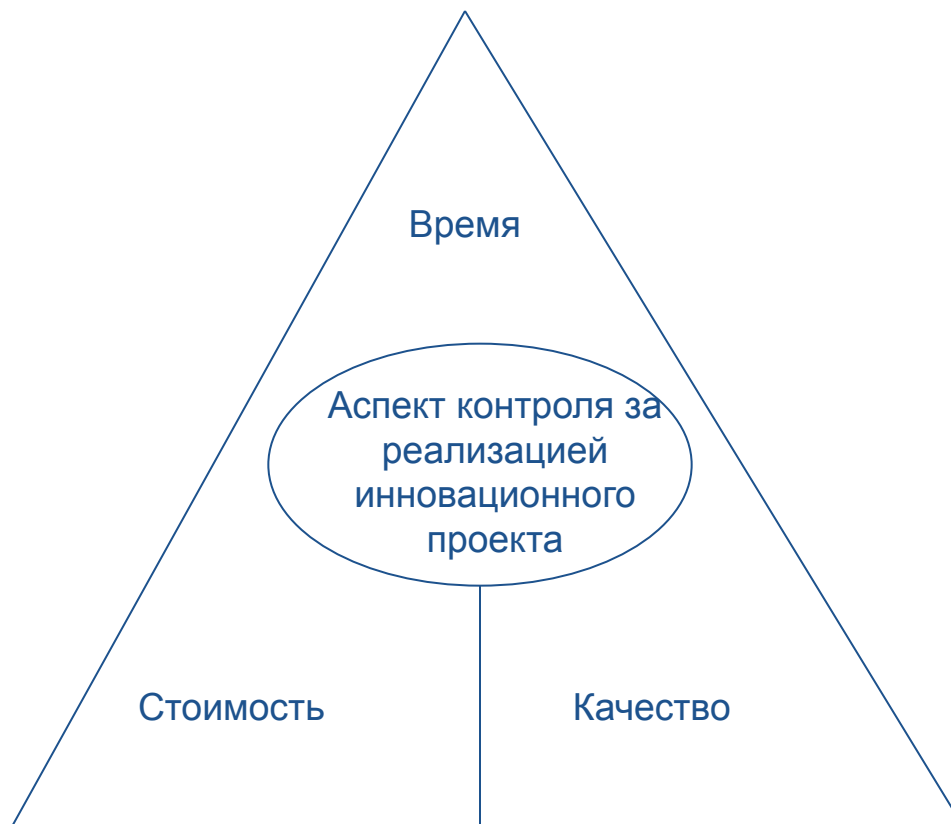 Время
Аспект контроля за
реализацией
инновационного
проекта
Стоимость
Качество